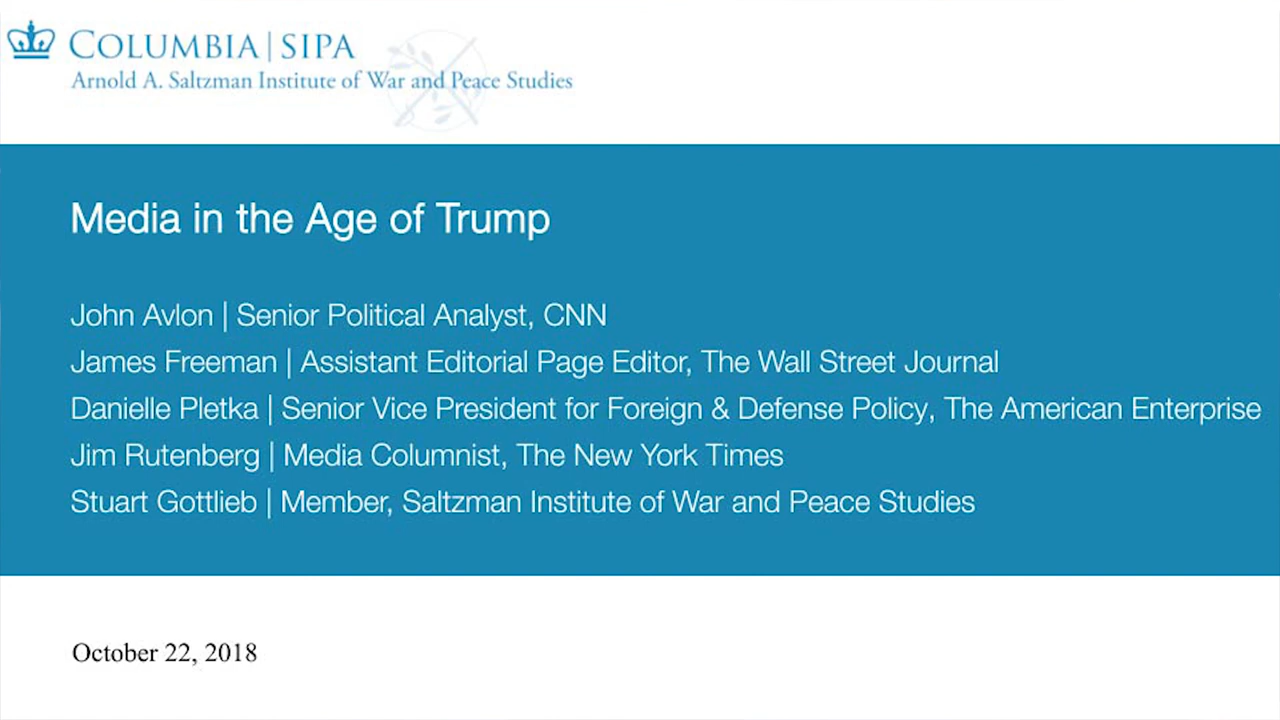 COLUMBIA | SIPA
Arnold A. Saltzman Institute of War and Peace Studies
Media in the Age of Trump
John Avlon | Senior Political Analyst, CNN
James Freeman | Assistant Editorial Page Editor, The Wall Street Journal
Danielle Pletka | Senior Vice President for Foreign & Defense Policy, The American Enterprise
Jim Rutenberg | Media Columnist, The New York Times
Stuart Gottlieb | Member, Saltzman Institute of War and Peace Studies
October 22, 2018